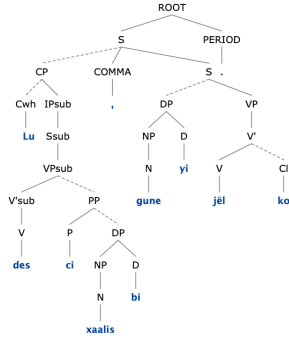 ROOT
S PERIOD
CP COMMA S .
Cwh IPsub , DP VP
Lu Ssub NP D V'
VPsub N yi V Cl
V'sub PP gune jël ko
V P DP
des ci NP D
N bi
xaalis